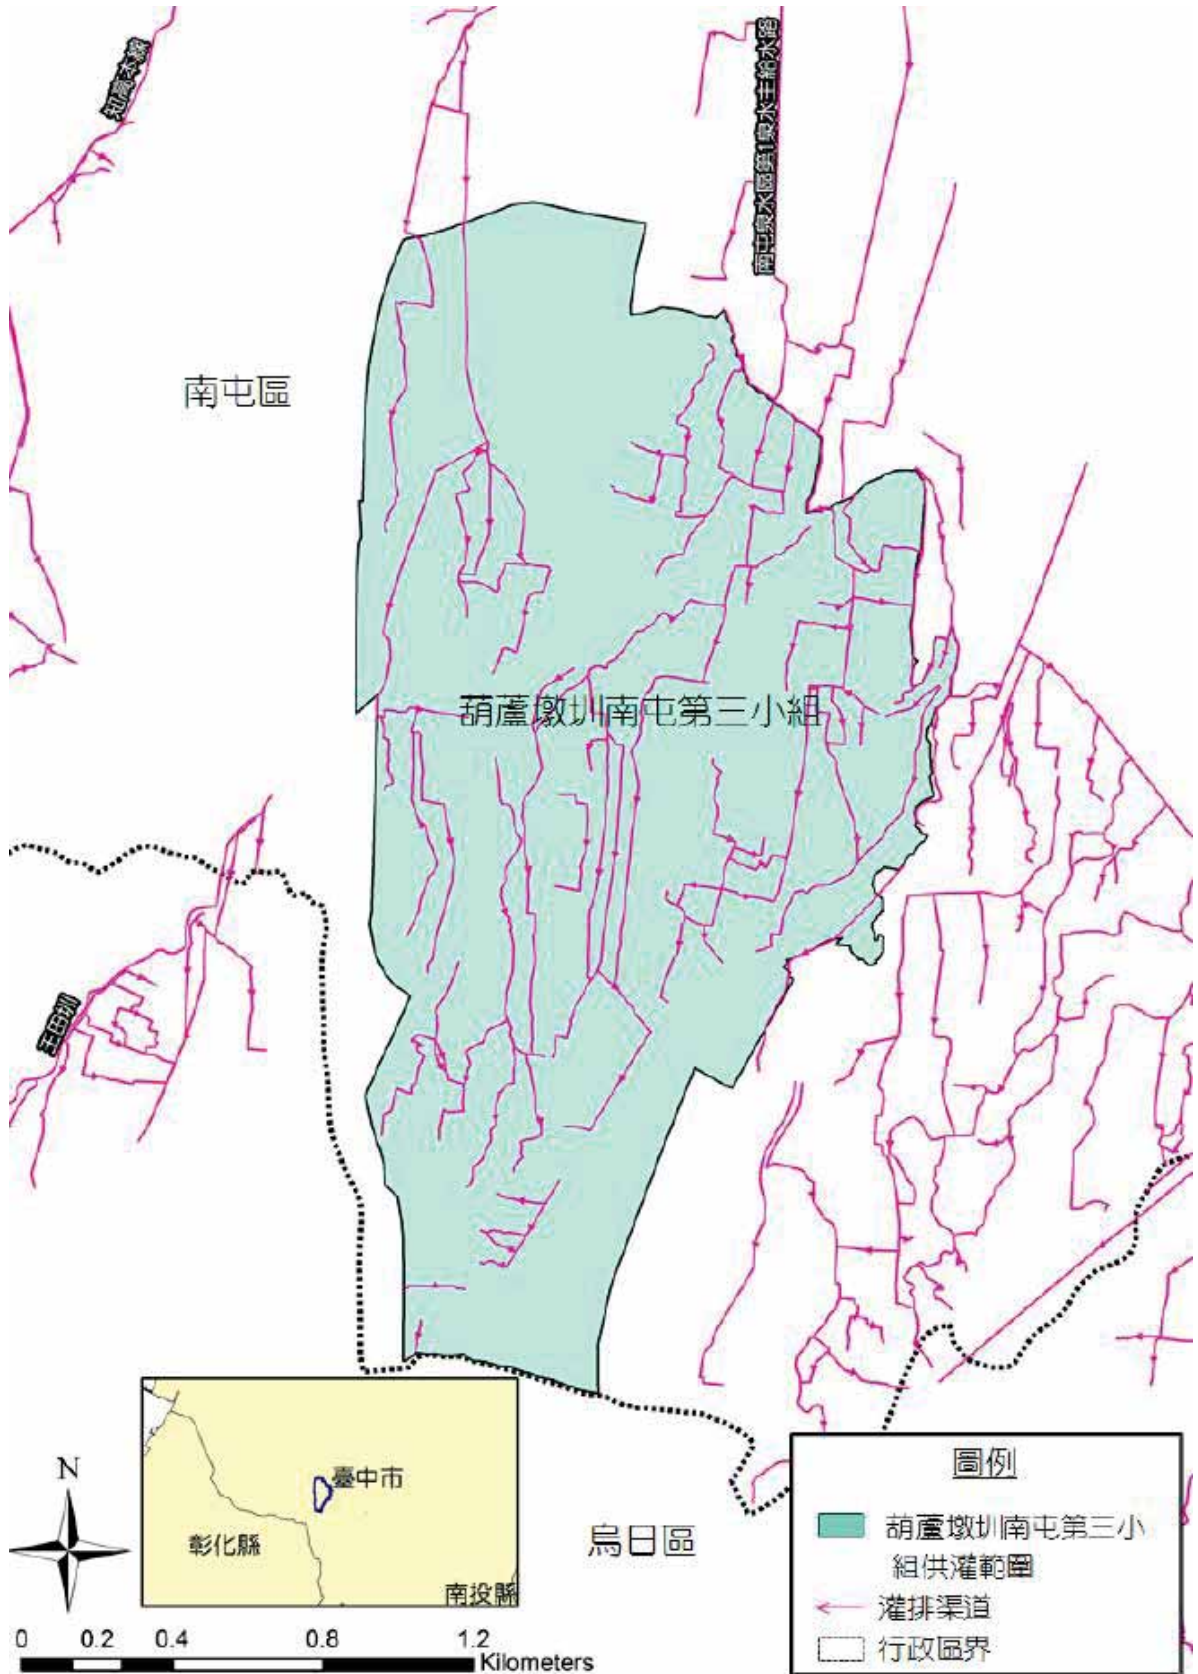 知高本線
南屯泉水區第1泉水主給水路
南屯區
葫蘆墩圳南屯第三小組
王田圳
臺中市
彰化縣
南投縣
烏日區
N
0 0.2 0.4 0.8 1.2
Kilometers
圖例
葫蘆墩圳南屯第三小
組供灌範圍
灌排渠道
行政區界